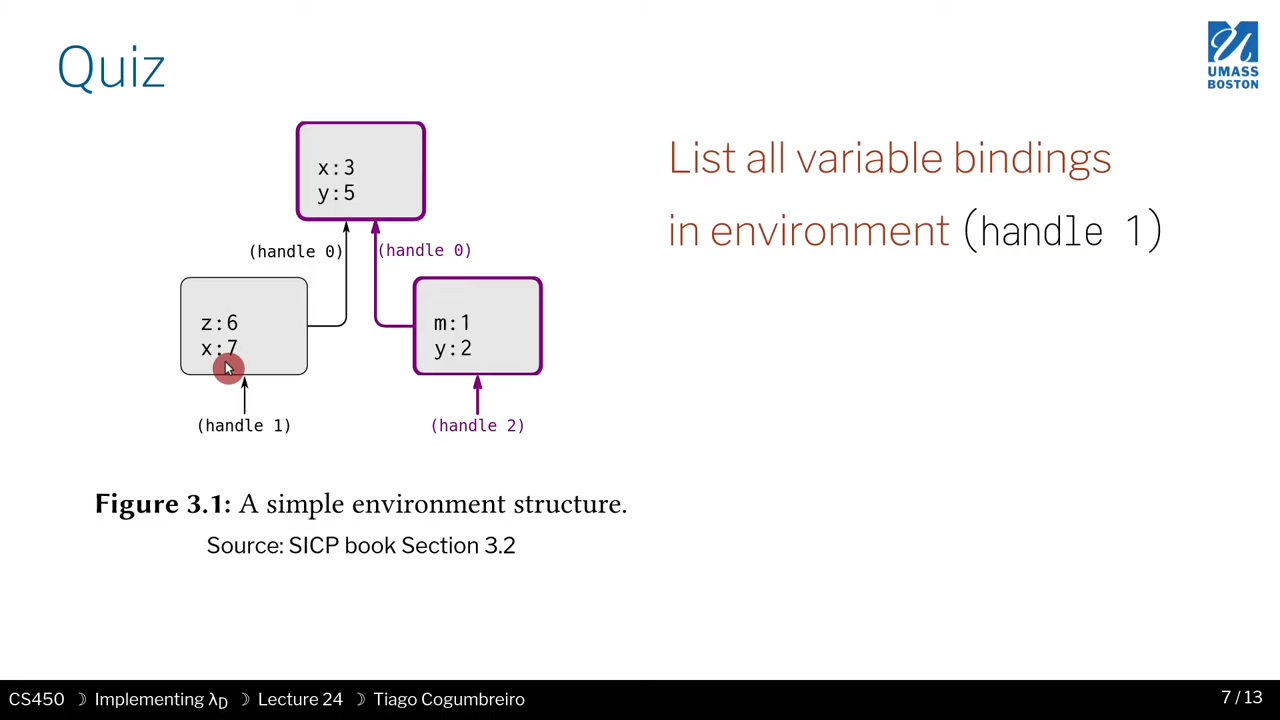 Quiz
UMASS
BOSTON
x:3
y:5
(handle 0)
(handle 0)
z:6
x:7
m:1
y:2
(handle 1)
(handle 2)
Figure 3.1: A simple environment structure.
Source: SICP book Section 3.2
List all variable bindings
in environment (handle 1)
CS450 ☽ Implementing λD ☽ Lecture 24 ☽ Tiago Cogumbreiro
7 / 13